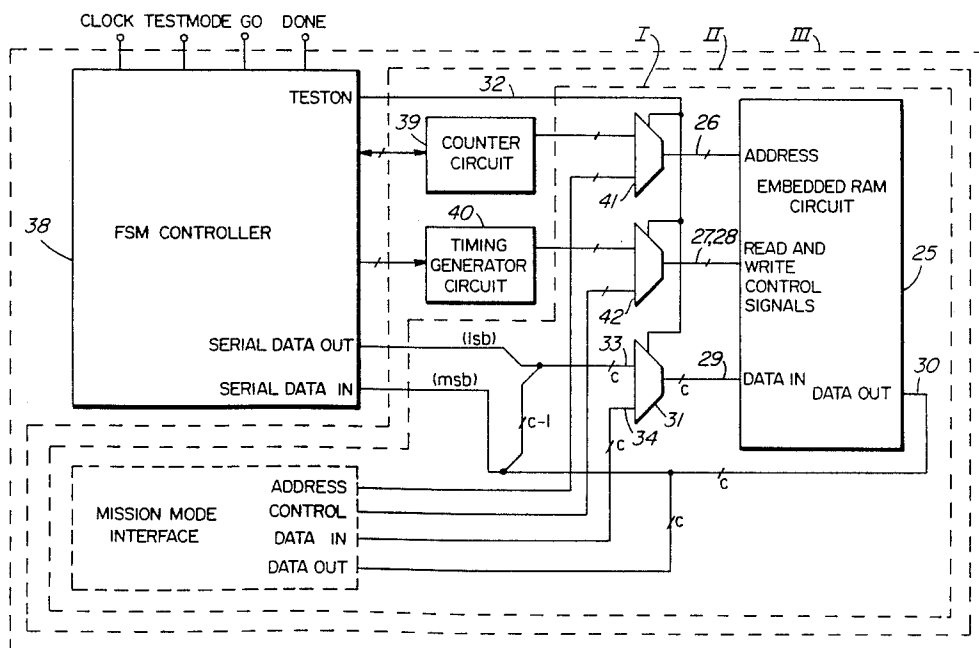 CLOCK TESTMODE GO DONE
I II III
TESTON
32
39
COUNTER
CIRCUIT
26
ADDRESS
41
EMBEDDED RAM
CIRCUIT
38
FSM CONTROLLER
40
TIMING
GENERATOR
CIRCUIT
27,28
READ AND
WRITE
CONTROL
SIGNALS
25
42
SERIAL DATA OUT
(lsb)
33
c
29
c
DATA IN
30
SERIAL DATA IN
(msb)
c-1
34
31
DATA OUT
c
c
MISSION MODE
INTERFACE
ADDRESS
CONTROL
DATA IN
DATA OUT
c